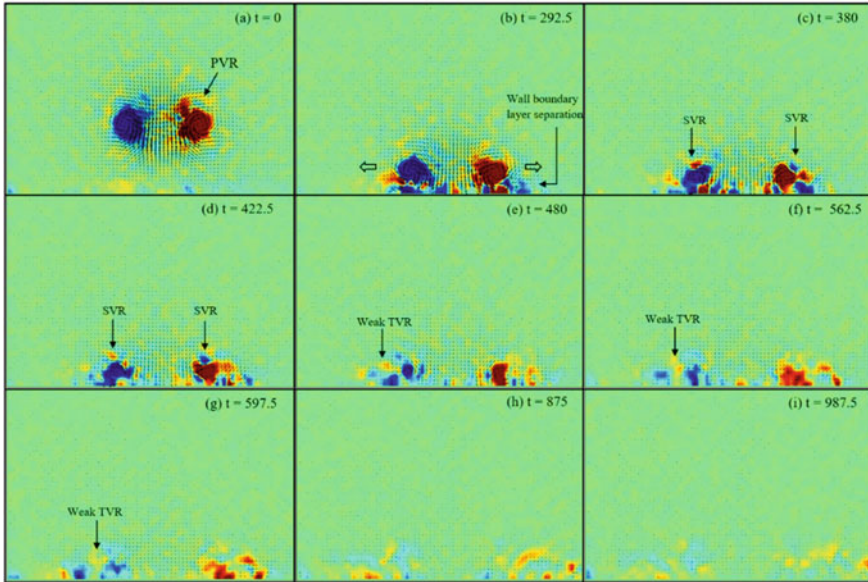 (a) t = 0
PVR
(b) t = 292.5
Wall boundary
layer separation
(c) t = 380
SVR
SVR
(d) t = 422.5
SVR
SVR
(e) t = 480
Weak TVR
(f) t = 562.5
Weak TVR
(g) t = 597.5
Weak TVR
(h) t = 875
(i) t = 987.5